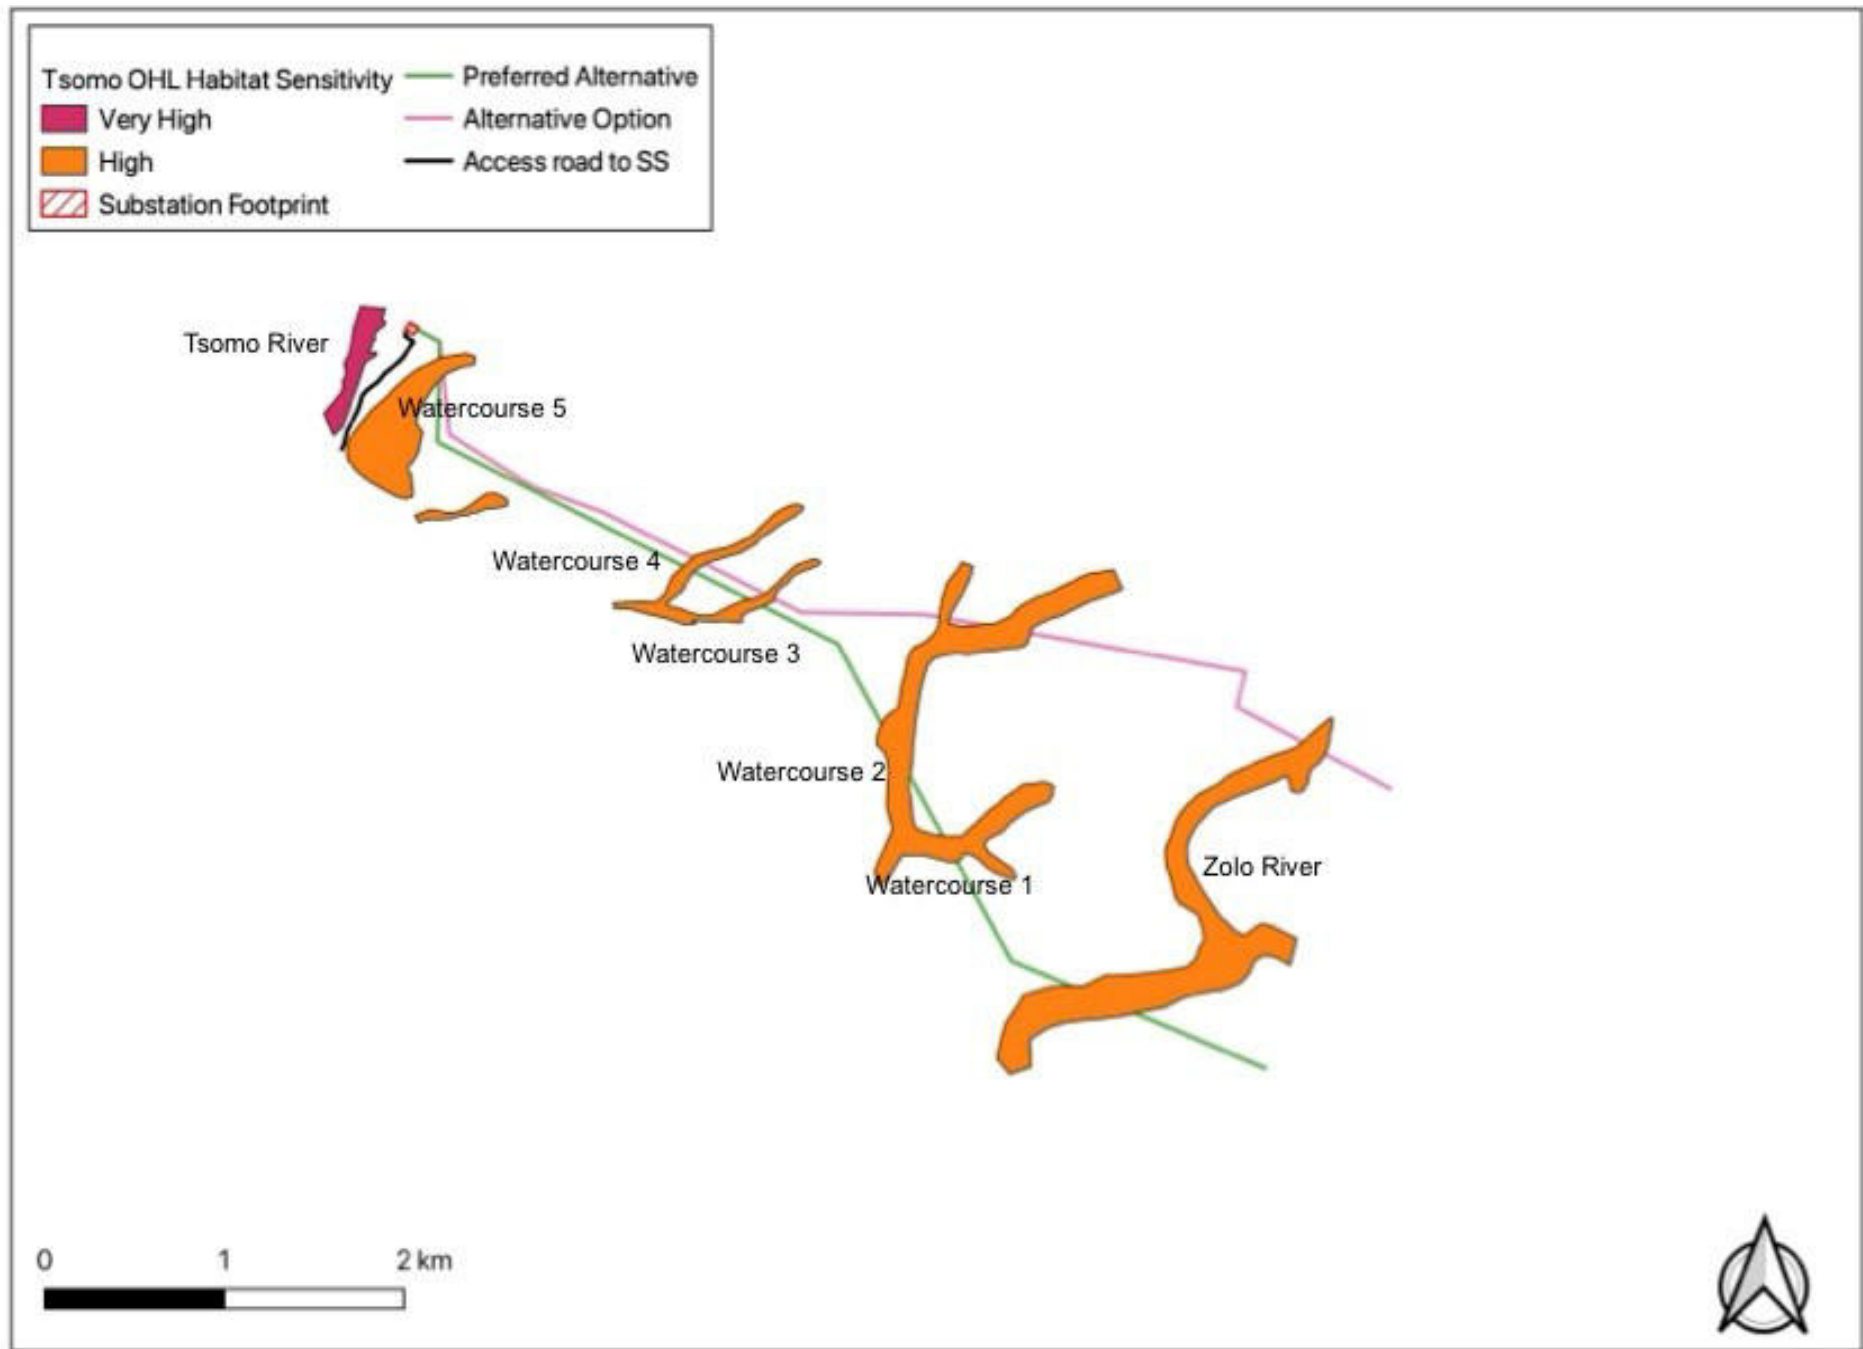 Tsomo OHL Habitat Sensitivity
Very High
High
Substation Footprint
Preferred Alternative
Alternative Option
Access road to SS
Tsomo River
Watercourse 5
Watercourse 4
Watercourse 3
Watercourse 2
Zolo River
Watercourse 1
0 1 2 km